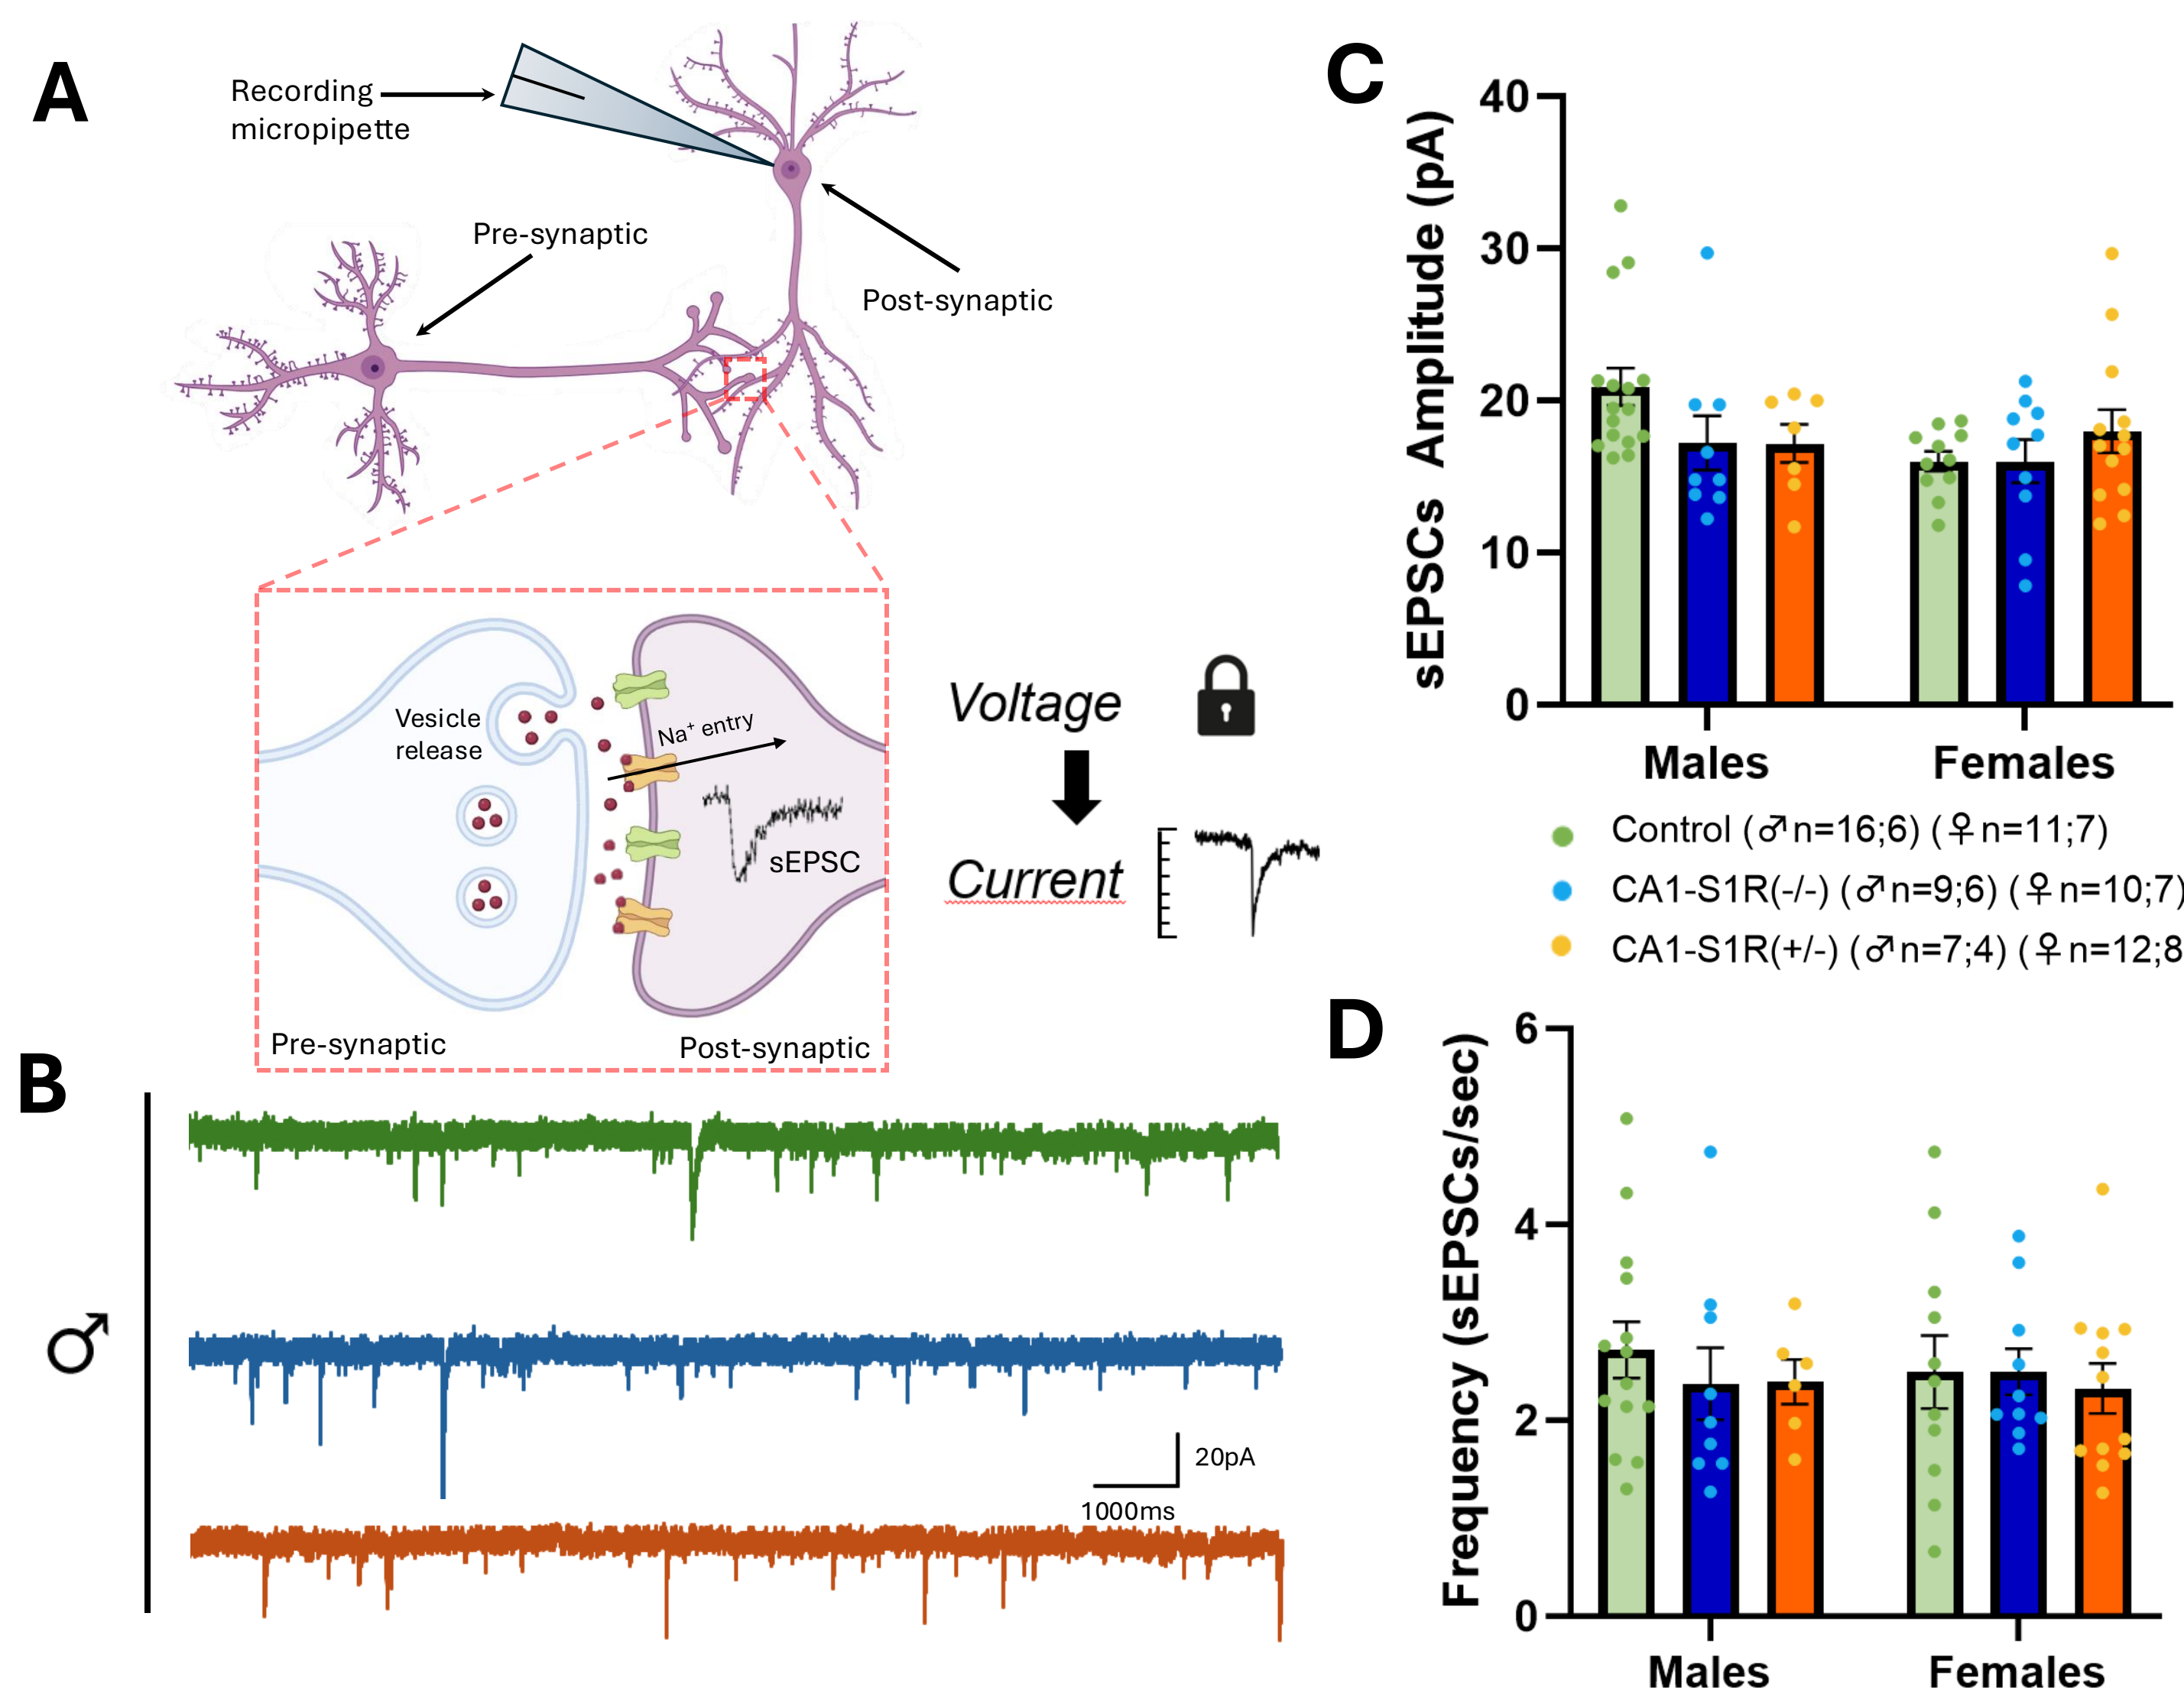 A
Recording
micropipette
Pre-synaptic
Post-synaptic
Vesicle
release
Na⁺ entry
sEPSC
Pre-synaptic
Post-synaptic
Voltage
Current
B
♂
20pA
1000ms
C
sEPSCs Amplitude (pA)
40
30
20
10
0
Males
Females
Control (♂n=16;6) (♀n=11;7)
CA1-S1R(-/-) (♂n=9;6) (♀n=10;7)
CA1-S1R(+/-) (♂n=7;4) (♀n=12;8
D
Frequency (sEPSCs/sec)
6
4
2
0
Males
Females